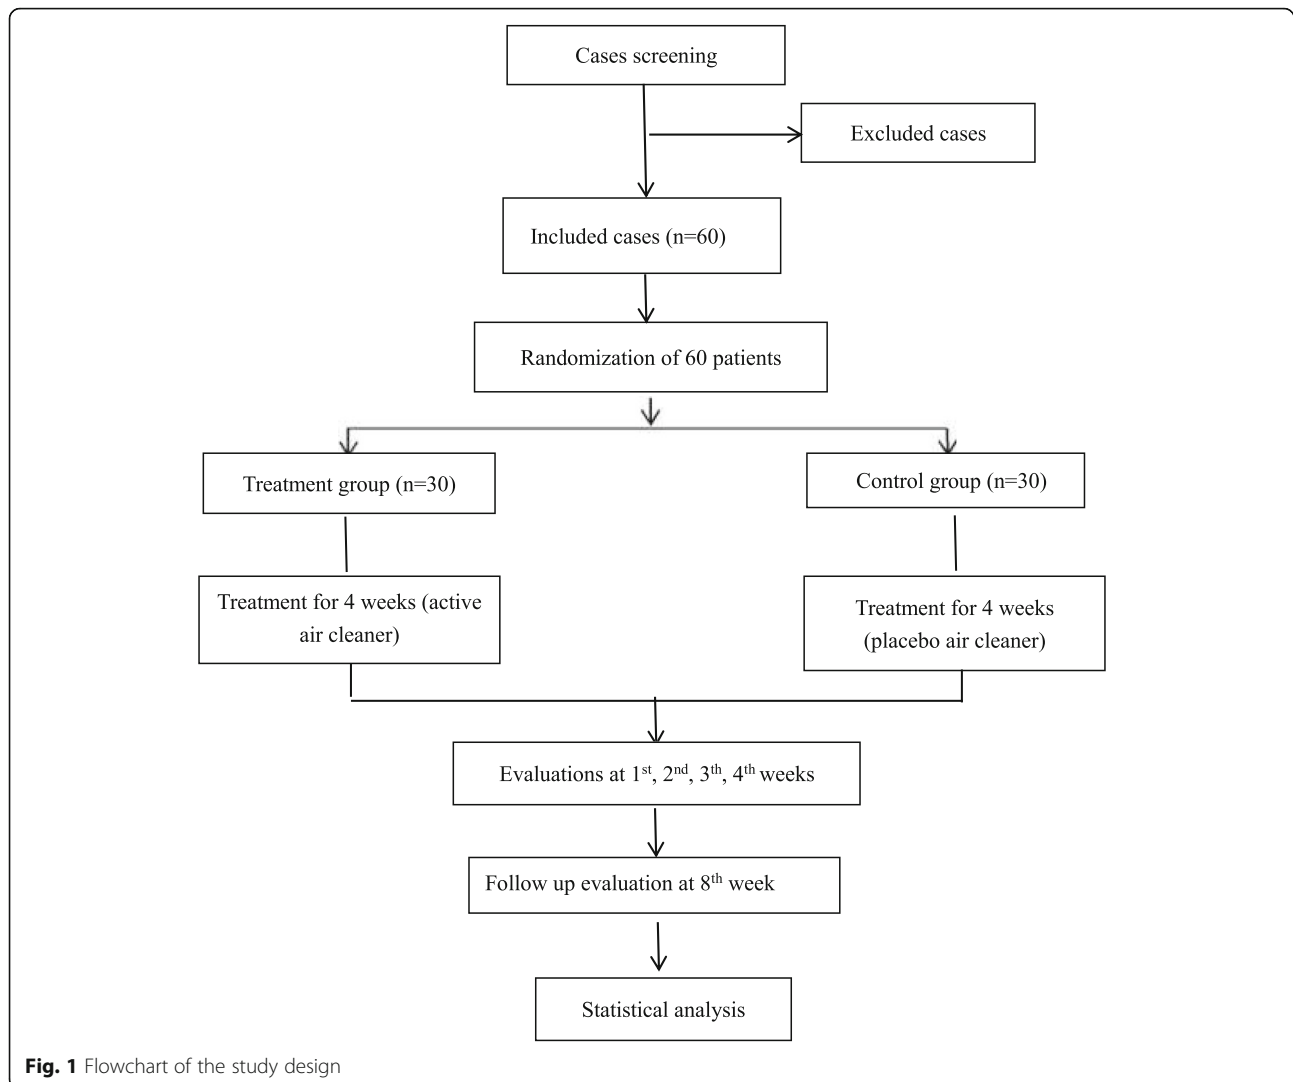 Cases screening
Excluded cases
Included cases (n=60)
Randomization of 60 patients
Treatment group (n=30)
Control group (n=30)
Treatment for 4 weeks (active
air cleaner)
Treatment for 4 weeks
(placebo air cleaner)
Evaluations at 1st, 2nd, 3th, 4th weeks
Follow up evaluation at 8th week
Statistical analysis
Fig. 1 Flowchart of the study design